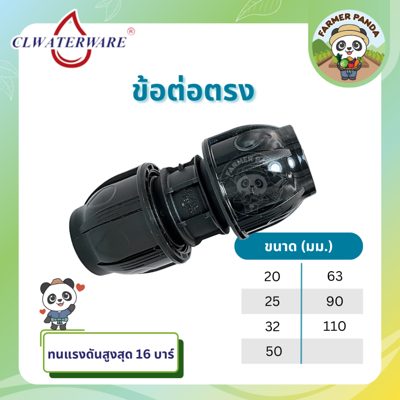 CLWATERWARE®
FARMER PANDA
ข้อต่อตรง
FARMER PANDA
ขนาด (มม.)
20 63
25 90
32 110
50
ทนแรงดันสูงสุด 16 บาร์